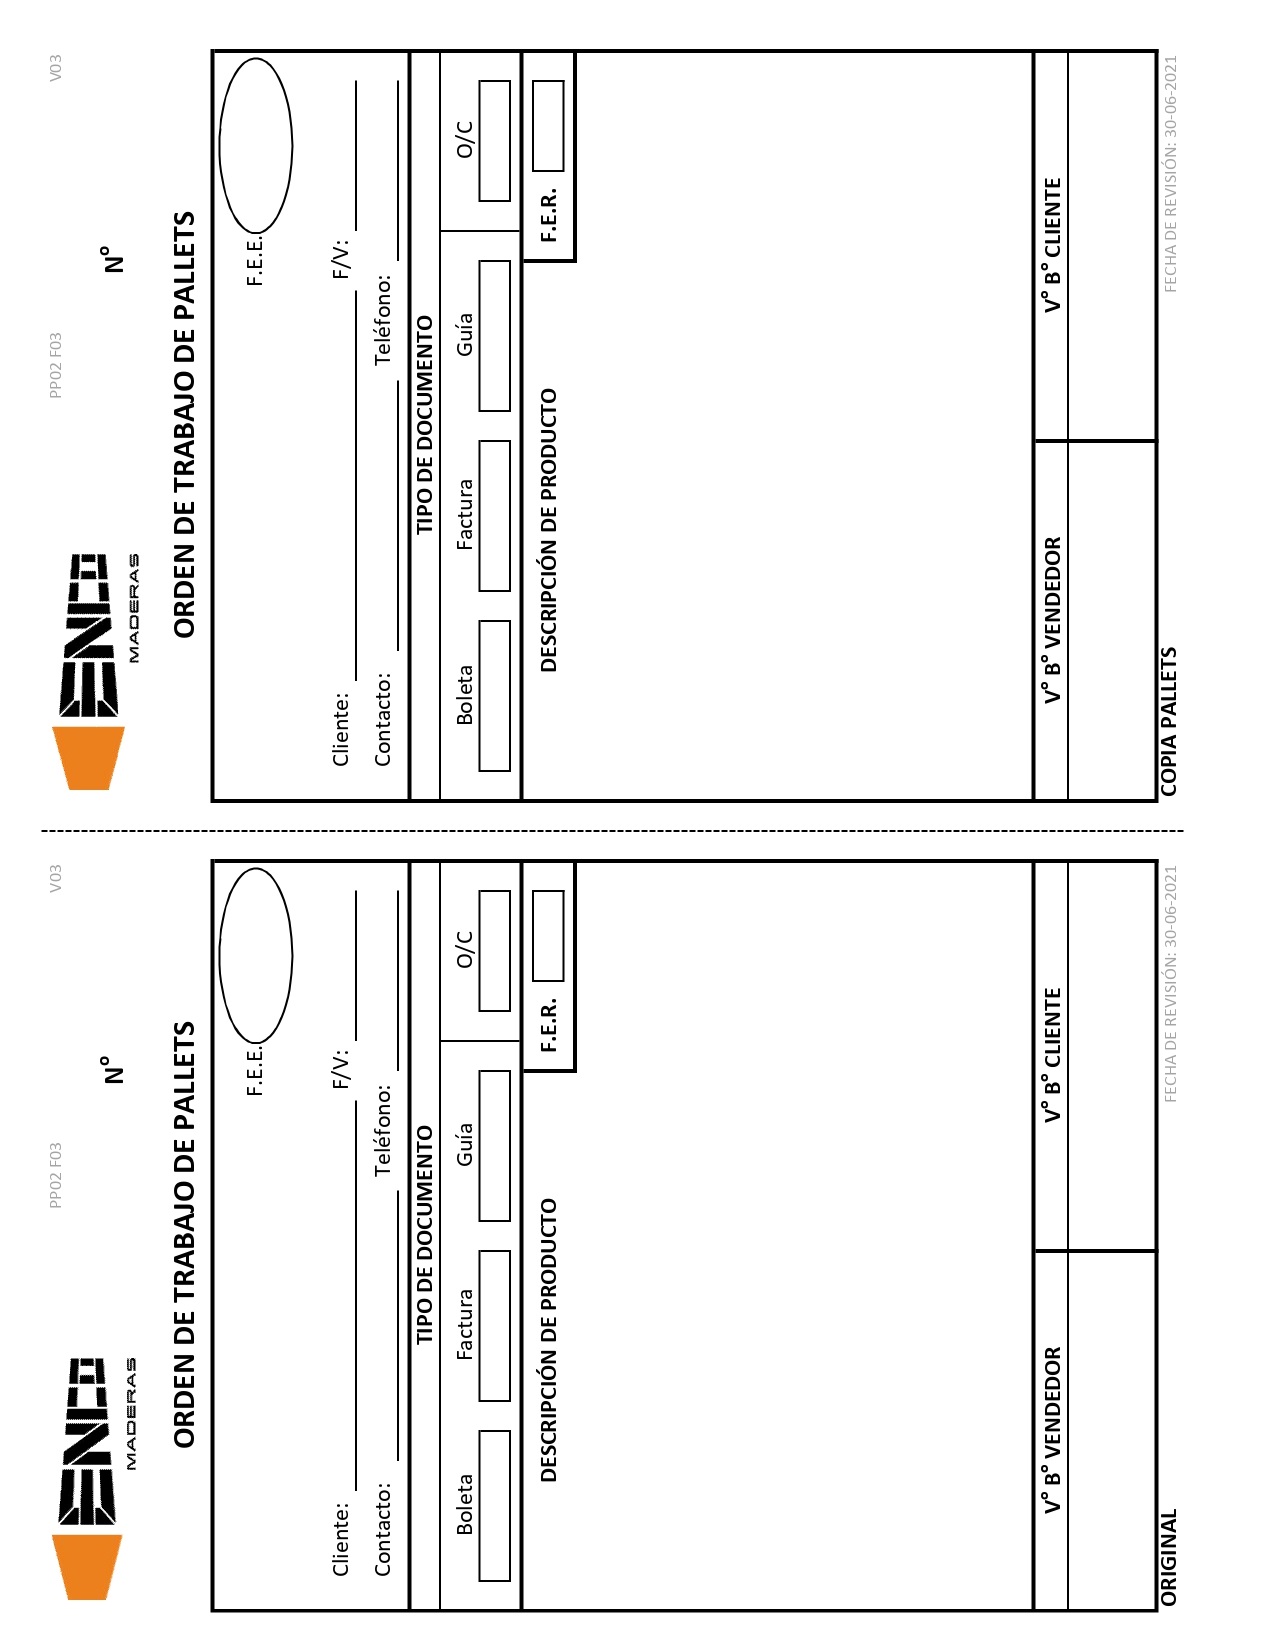 ENCO
MADERAS
PP02 F03
V03
N°
ORDEN DE TRABAJO DE PALLETS
F.E.E.
Cliente:
F/V:
Contacto:
Teléfono:
TIPO DE DOCUMENTO
Boleta
Factura
Guía
O/C
DESCRIPCIÓN DE PRODUCTO
F.E.R.
V° B° VENDEDOR
V° B° CLIENTE
ORIGINAL
FECHA DE REVISIÓN: 30-06-2021
ENCO
MADERAS
PP02 F03
V03
N°
ORDEN DE TRABAJO DE PALLETS
F.E.E.
Cliente:
F/V:
Contacto:
Teléfono:
TIPO DE DOCUMENTO
Boleta
Factura
Guía
O/C
DESCRIPCIÓN DE PRODUCTO
F.E.R.
V° B° VENDEDOR
V° B° CLIENTE
COPIA PALLETS
FECHA DE REVISIÓN: 30-06-2021